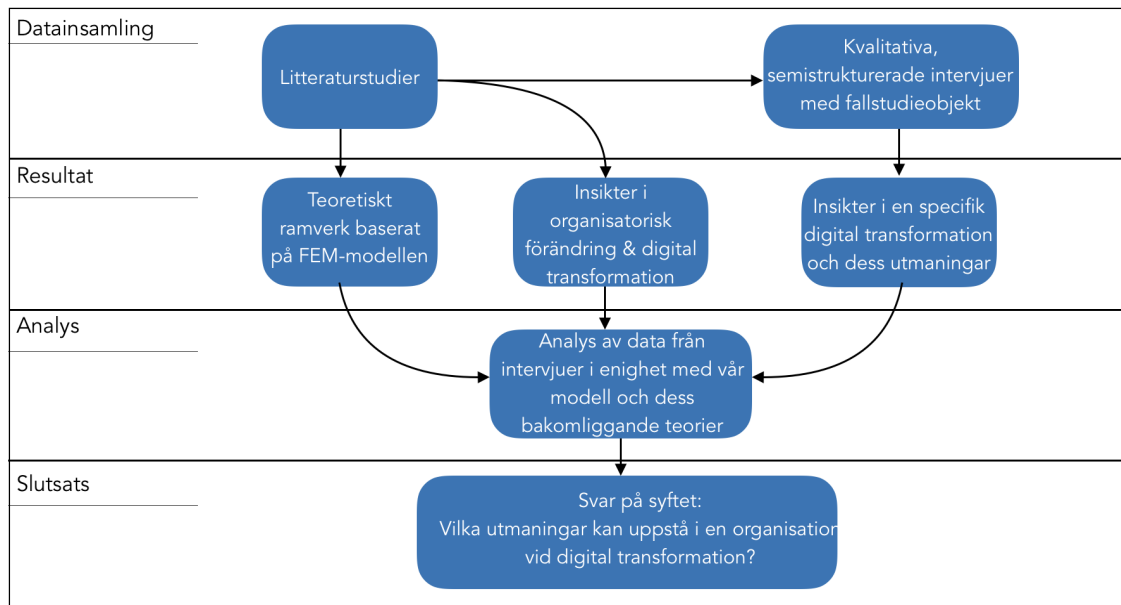 Datainsamling
Litteraturstudier
Kvalitativa,
semistrukturerade intervjuer
med fallstudieobjekt
Resultat
Teoretiskt
ramverk baserat
på FEM-modellen
Insikter i
organisatorisk
förändring & digital
transformation
Insikter i en specifik
digital transformation
och dess utmaningar
Analys
Analys av data från
intervjuer i enighet med vår
modell och dess
bakomliggande teorier
Slutsats
Svar på syftet:
Vilka utmaningar kan uppstå i en organisation
vid digital transformation?